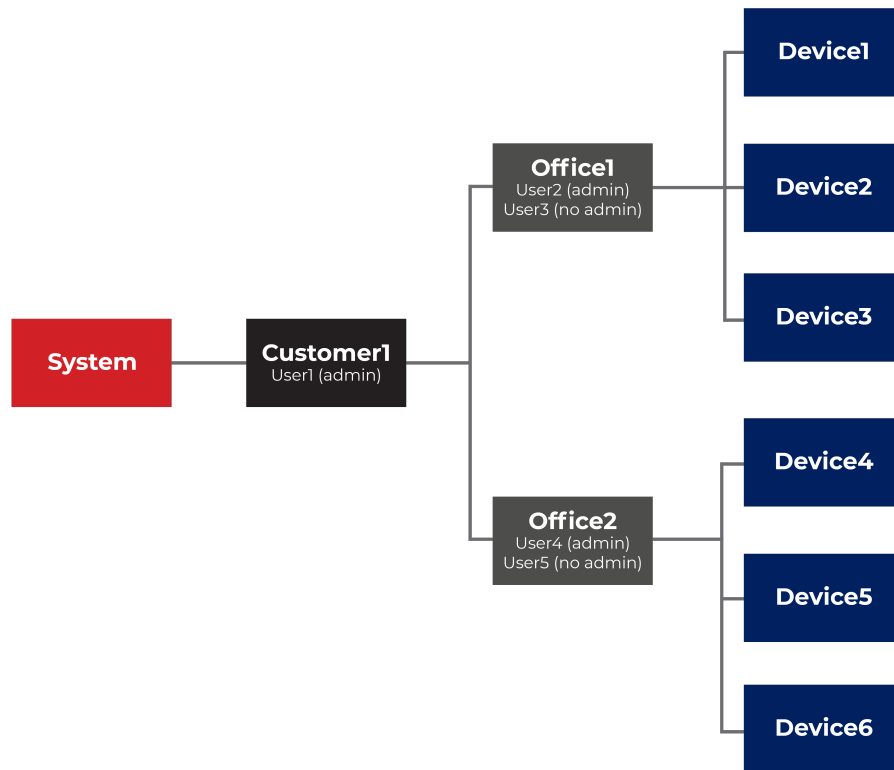 System
Customer1
User1 (admin)
Office1
User2 (admin)
User3 (no admin)
Device1
Device2
Device3
Office2
User4 (admin)
User5 (no admin)
Device4
Device5
Device6